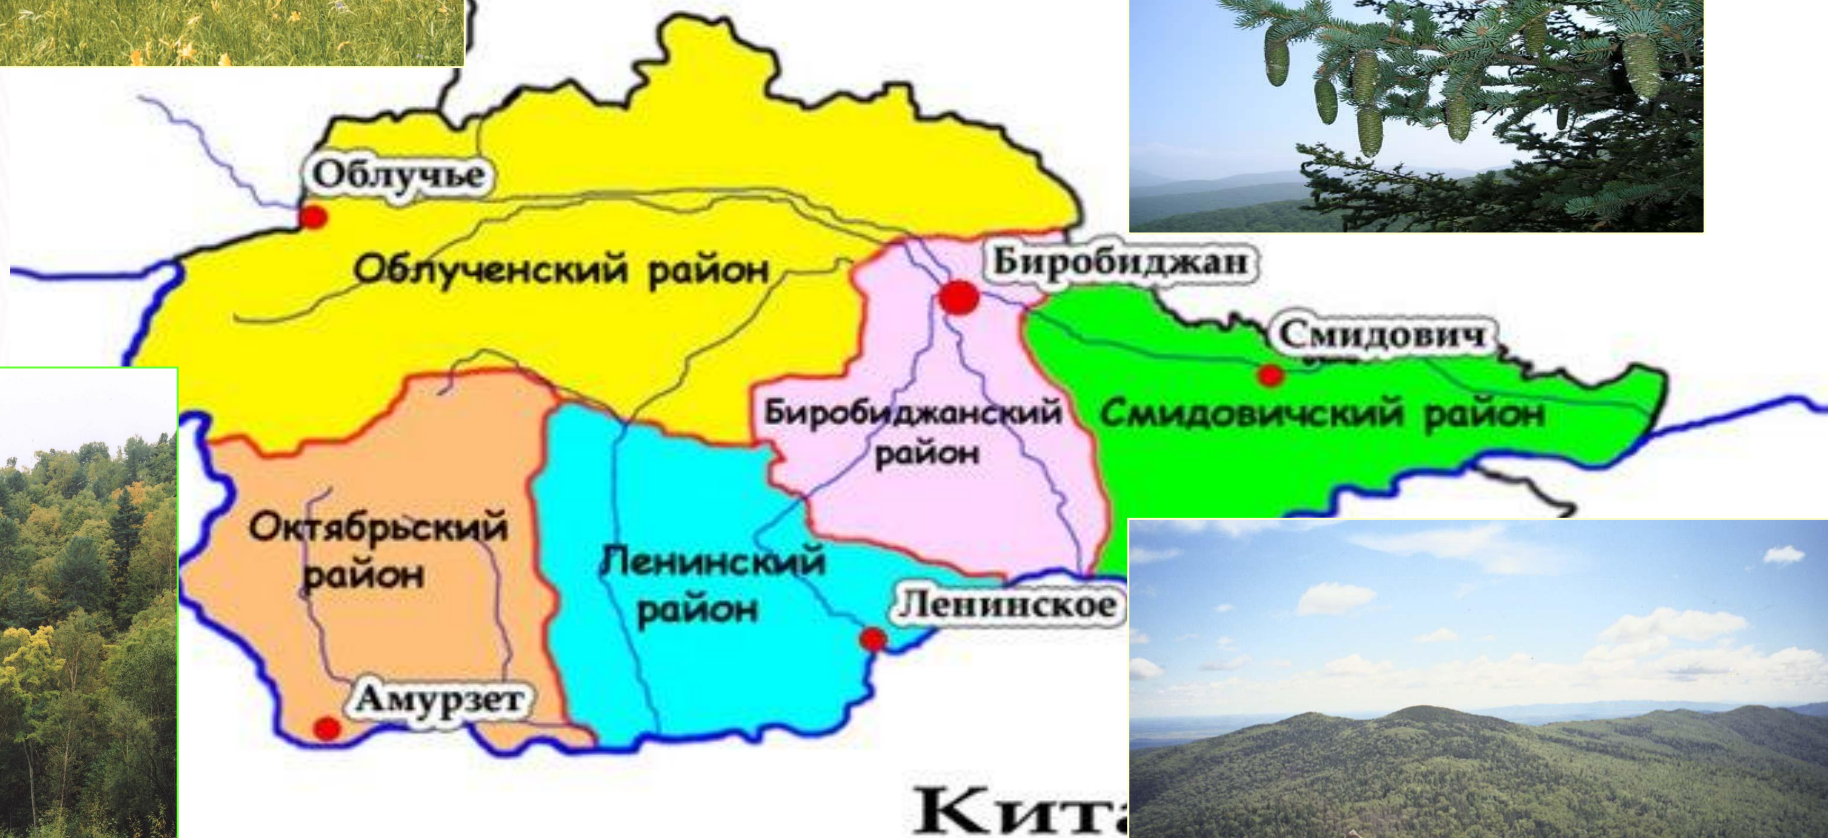 Облучье
Облученский район
Биробиджан
Смидович
Биробиджанский
район
Смидовичский район
Октябрьский
район
Ленинский
район
Ленинское
Амурзет
Кита